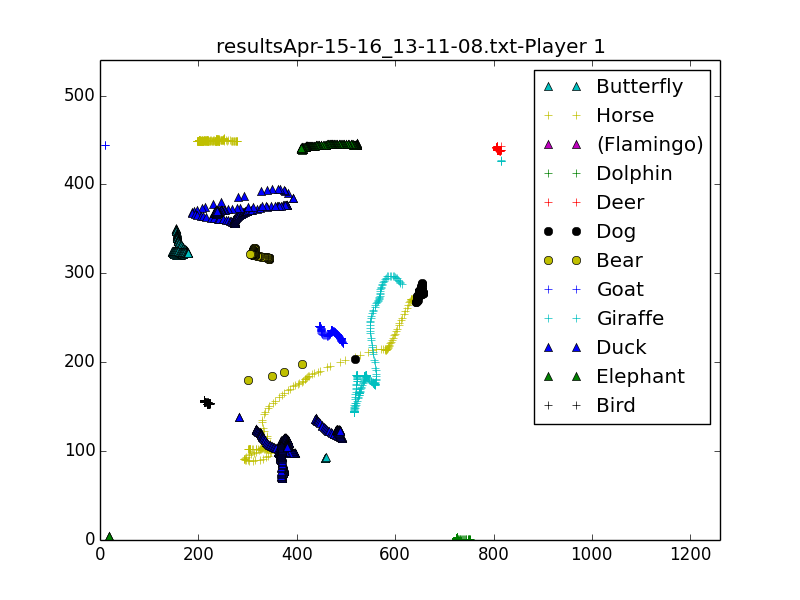 resultsApr-15-16_13-11-08.txt-Player 1
500
400
300
200
100
0
0 200 400 600 800 1000 1200
Butterfly
Horse
(Flamingo)
Dolphin
Deer
Dog
Bear
Goat
Giraffe
Duck
Elephant
Bird